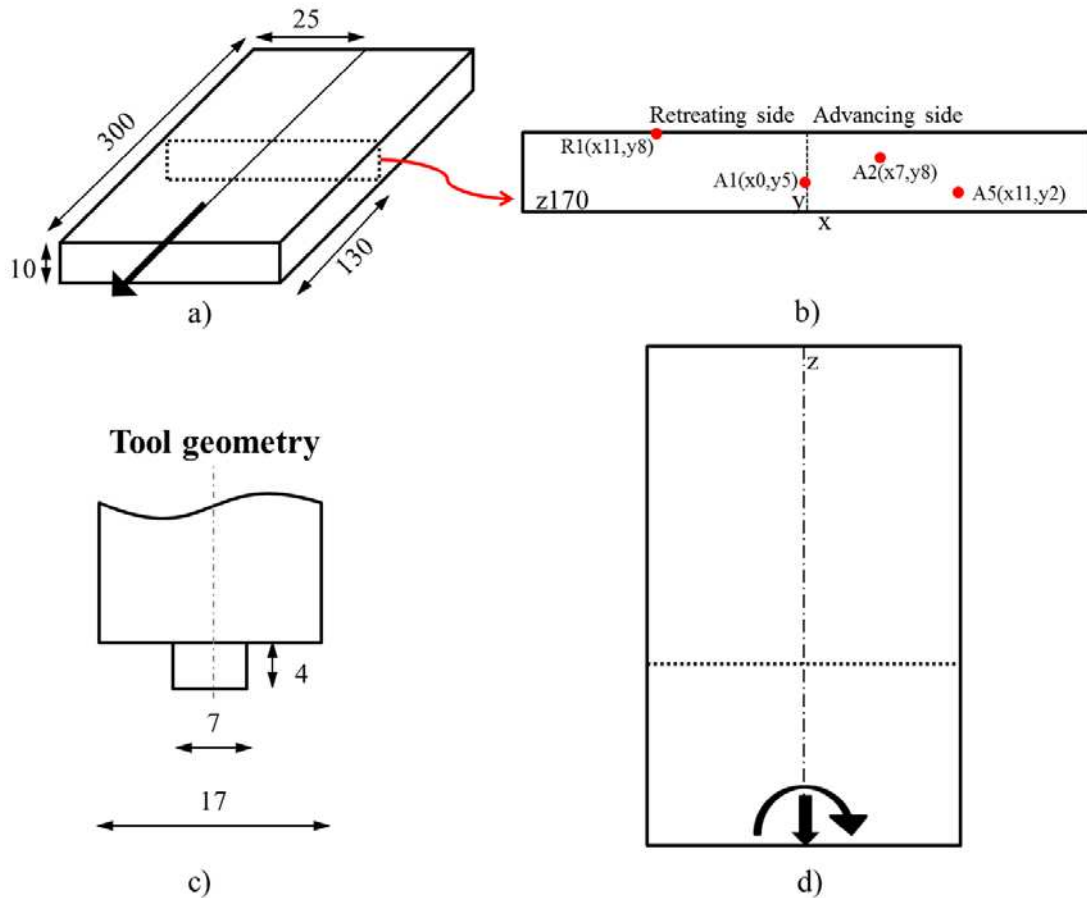 25
300
130
10
a)
Retreating side
Advancing side
R1(x11,y8)
A2(x7,y8)
A1(x0,y5)
A5(x11,y2)
z170
y
x
b)
Tool geometry
4
7
17
c)
z
d)